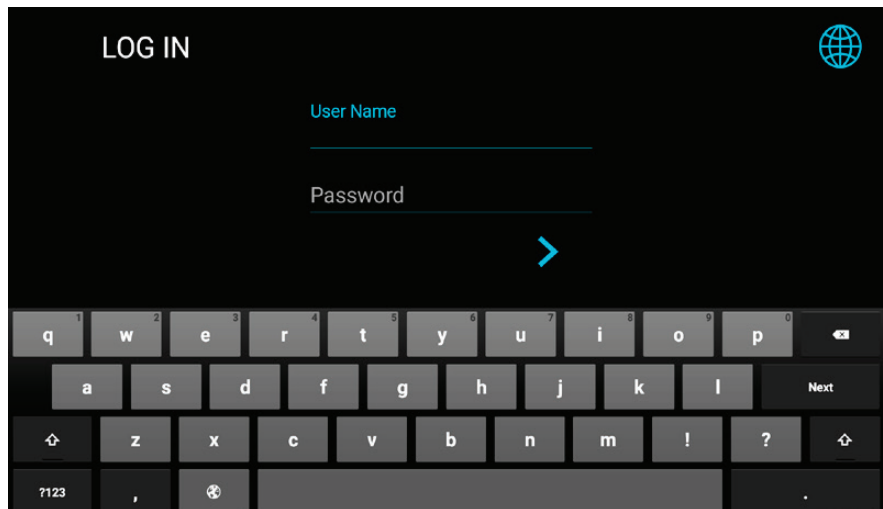 LOG IN
User Name
Password
q 1 w 2 e 3 r 4 t 5 y 6 u 7 i 8 o 9 p 0
a s d f g h j k l Next
z x c v b n m ! ?
?123 , .